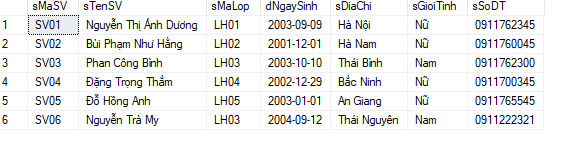 sMaSV sTenSV sMaLop dNgaySinh sDiaChi sGioiTinh sSoDT
1 SV01 Nguyễn Thị Ánh Dương LH01 2003-09-09 Hà Nội Nữ 0911762345
2 SV02 Bùi Phạm Như Hằng LH02 2001-12-01 Hà Nam Nữ 0911760045
3 SV03 Phan Công Bình LH03 2003-10-10 Thái Bình Nam 0911762300
4 SV04 Đặng Trọng Thắm LH04 2002-12-29 Bắc Ninh Nữ 0911700345
5 SV05 Đỗ Hồng Anh LH05 2003-01-01 An Giang Nữ 0911765545
6 SV06 Nguyễn Trà My LH03 2004-09-12 Thái Nguyên Nam 0911222321